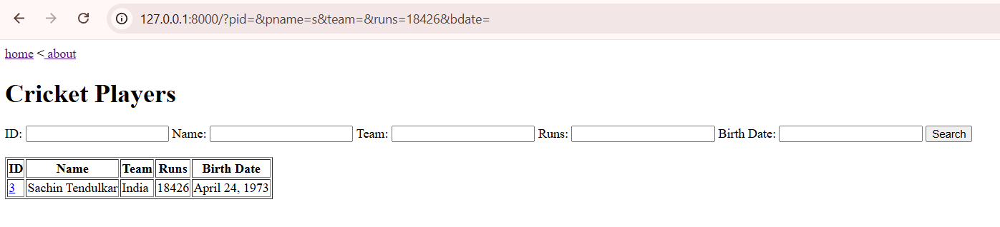 127.0.0.1:8000/?pid=&pname=s&team=&runs=18426&bdate=
home < about
Cricket Players
ID: Name: Team: Runs: Birth Date: Search
ID Name Team Runs Birth Date
3 Sachin Tendulkar India 18426 April 24, 1973